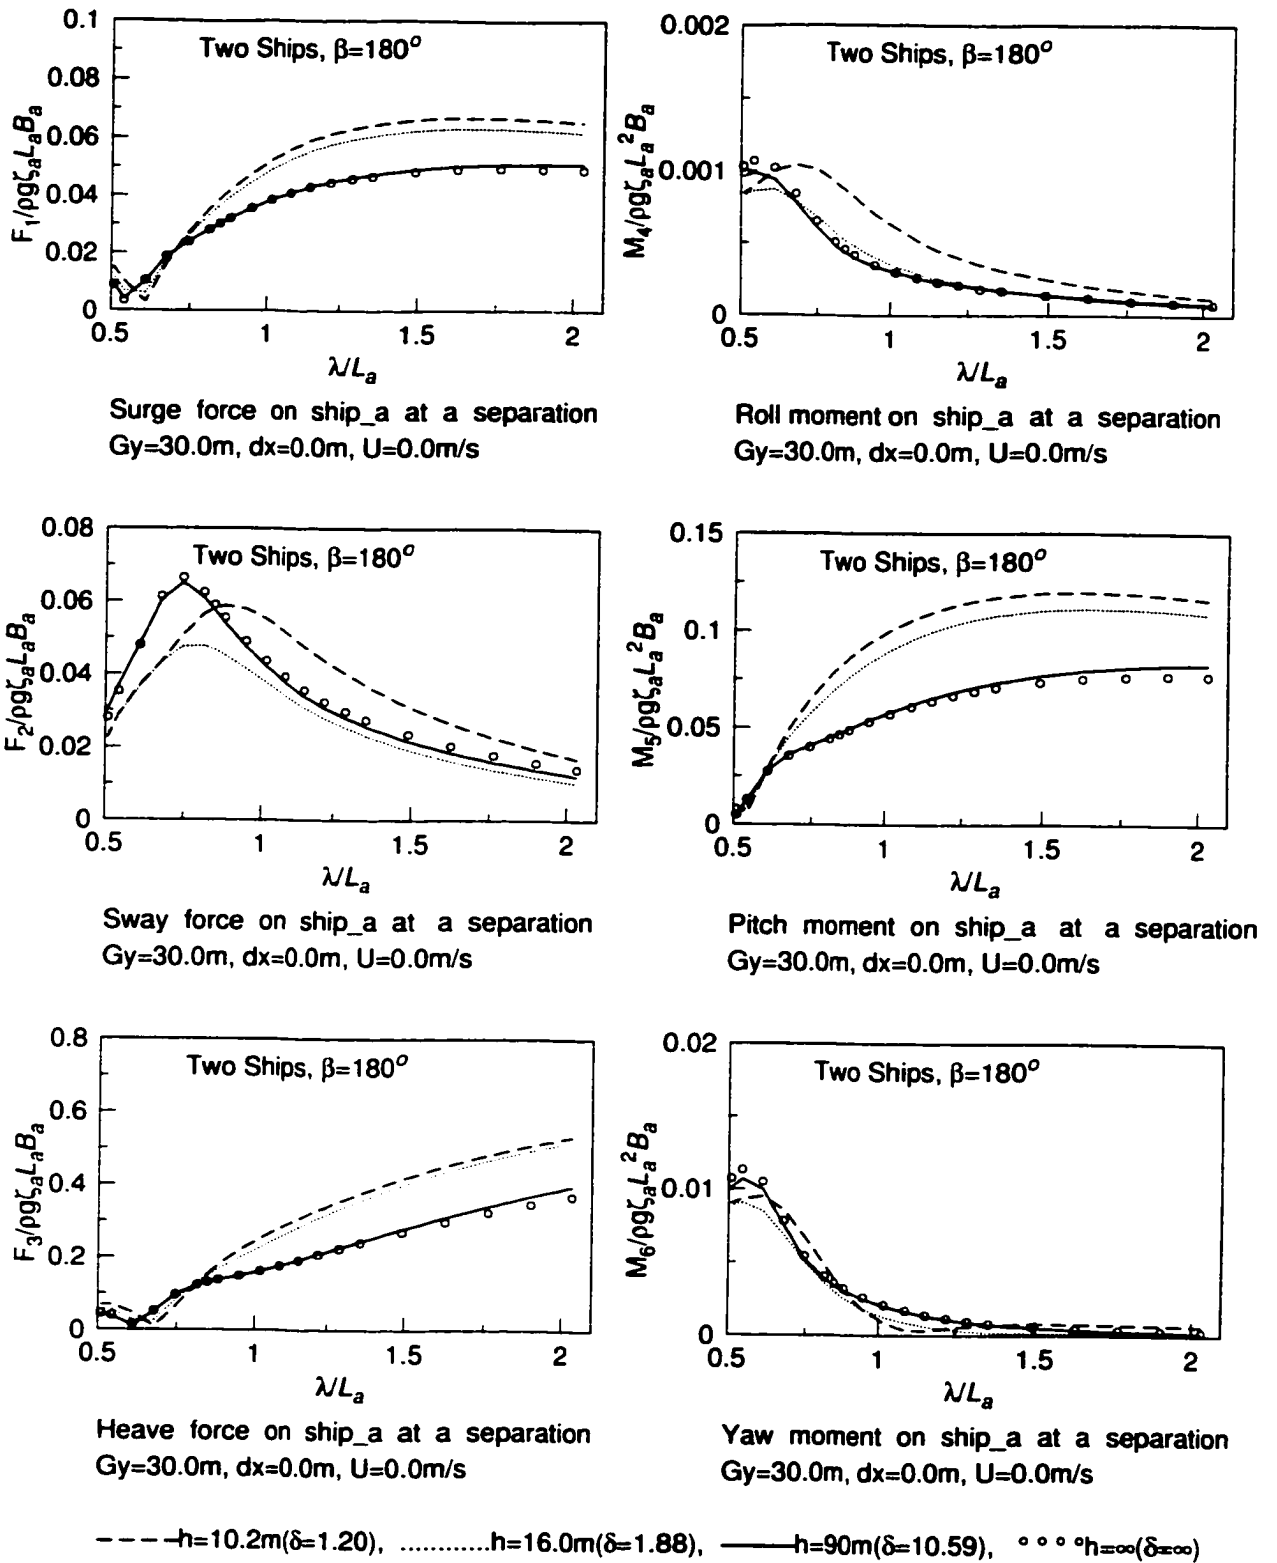 0.1
0.08
0.06
0.04
0.02
0
Two Ships, β=180°
F₁/ρgζₐLₐBₐ
0.5
1
1.5
2
λ/Lₐ
Surge force on ship_a at a separation
Gy=30.0m, dx=0.0m, U=0.0m/s
0.002
0.001
0
Two Ships, β=180°
M₄/ρgζₐLₐ²Bₐ
0.5
1
1.5
2
λ/Lₐ
Roll moment on ship_a at a separation
Gy=30.0m, dx=0.0m, U=0.0m/s
0.08
0.06
0.04
0.02
0
Two Ships, β=180°
F₂/ρgζₐLₐBₐ
0.5
1
1.5
2
λ/Lₐ
Sway force on ship_a at a separation
Gy=30.0m, dx=0.0m, U=0.0m/s
0.15
0.1
0.05
0
Two Ships, β=180°
M₅/ρgζₐLₐ²Bₐ
0.5
1
1.5
2
λ/Lₐ
Pitch moment on ship_a at a separation
Gy=30.0m, dx=0.0m, U=0.0m/s
0.8
0.6
0.4
0.2
0
Two Ships, β=180°
F₃/ρgζₐLₐBₐ
0.5
1
1.5
2
λ/Lₐ
Heave force on ship_a at a separation
Gy=30.0m, dx=0.0m, U=0.0m/s
0.02
0.01
0
Two Ships, β=180°
M₆/ρgζₐLₐ²Bₐ
0.5
1
1.5
2
λ/Lₐ
Yaw moment on ship_a at a separation
Gy=30.0m, dx=0.0m, U=0.0m/s
h=10.2m(δ=1.20), h=16.0m(δ=1.88), h=90m(δ=10.59), h=∞(δ=∞)